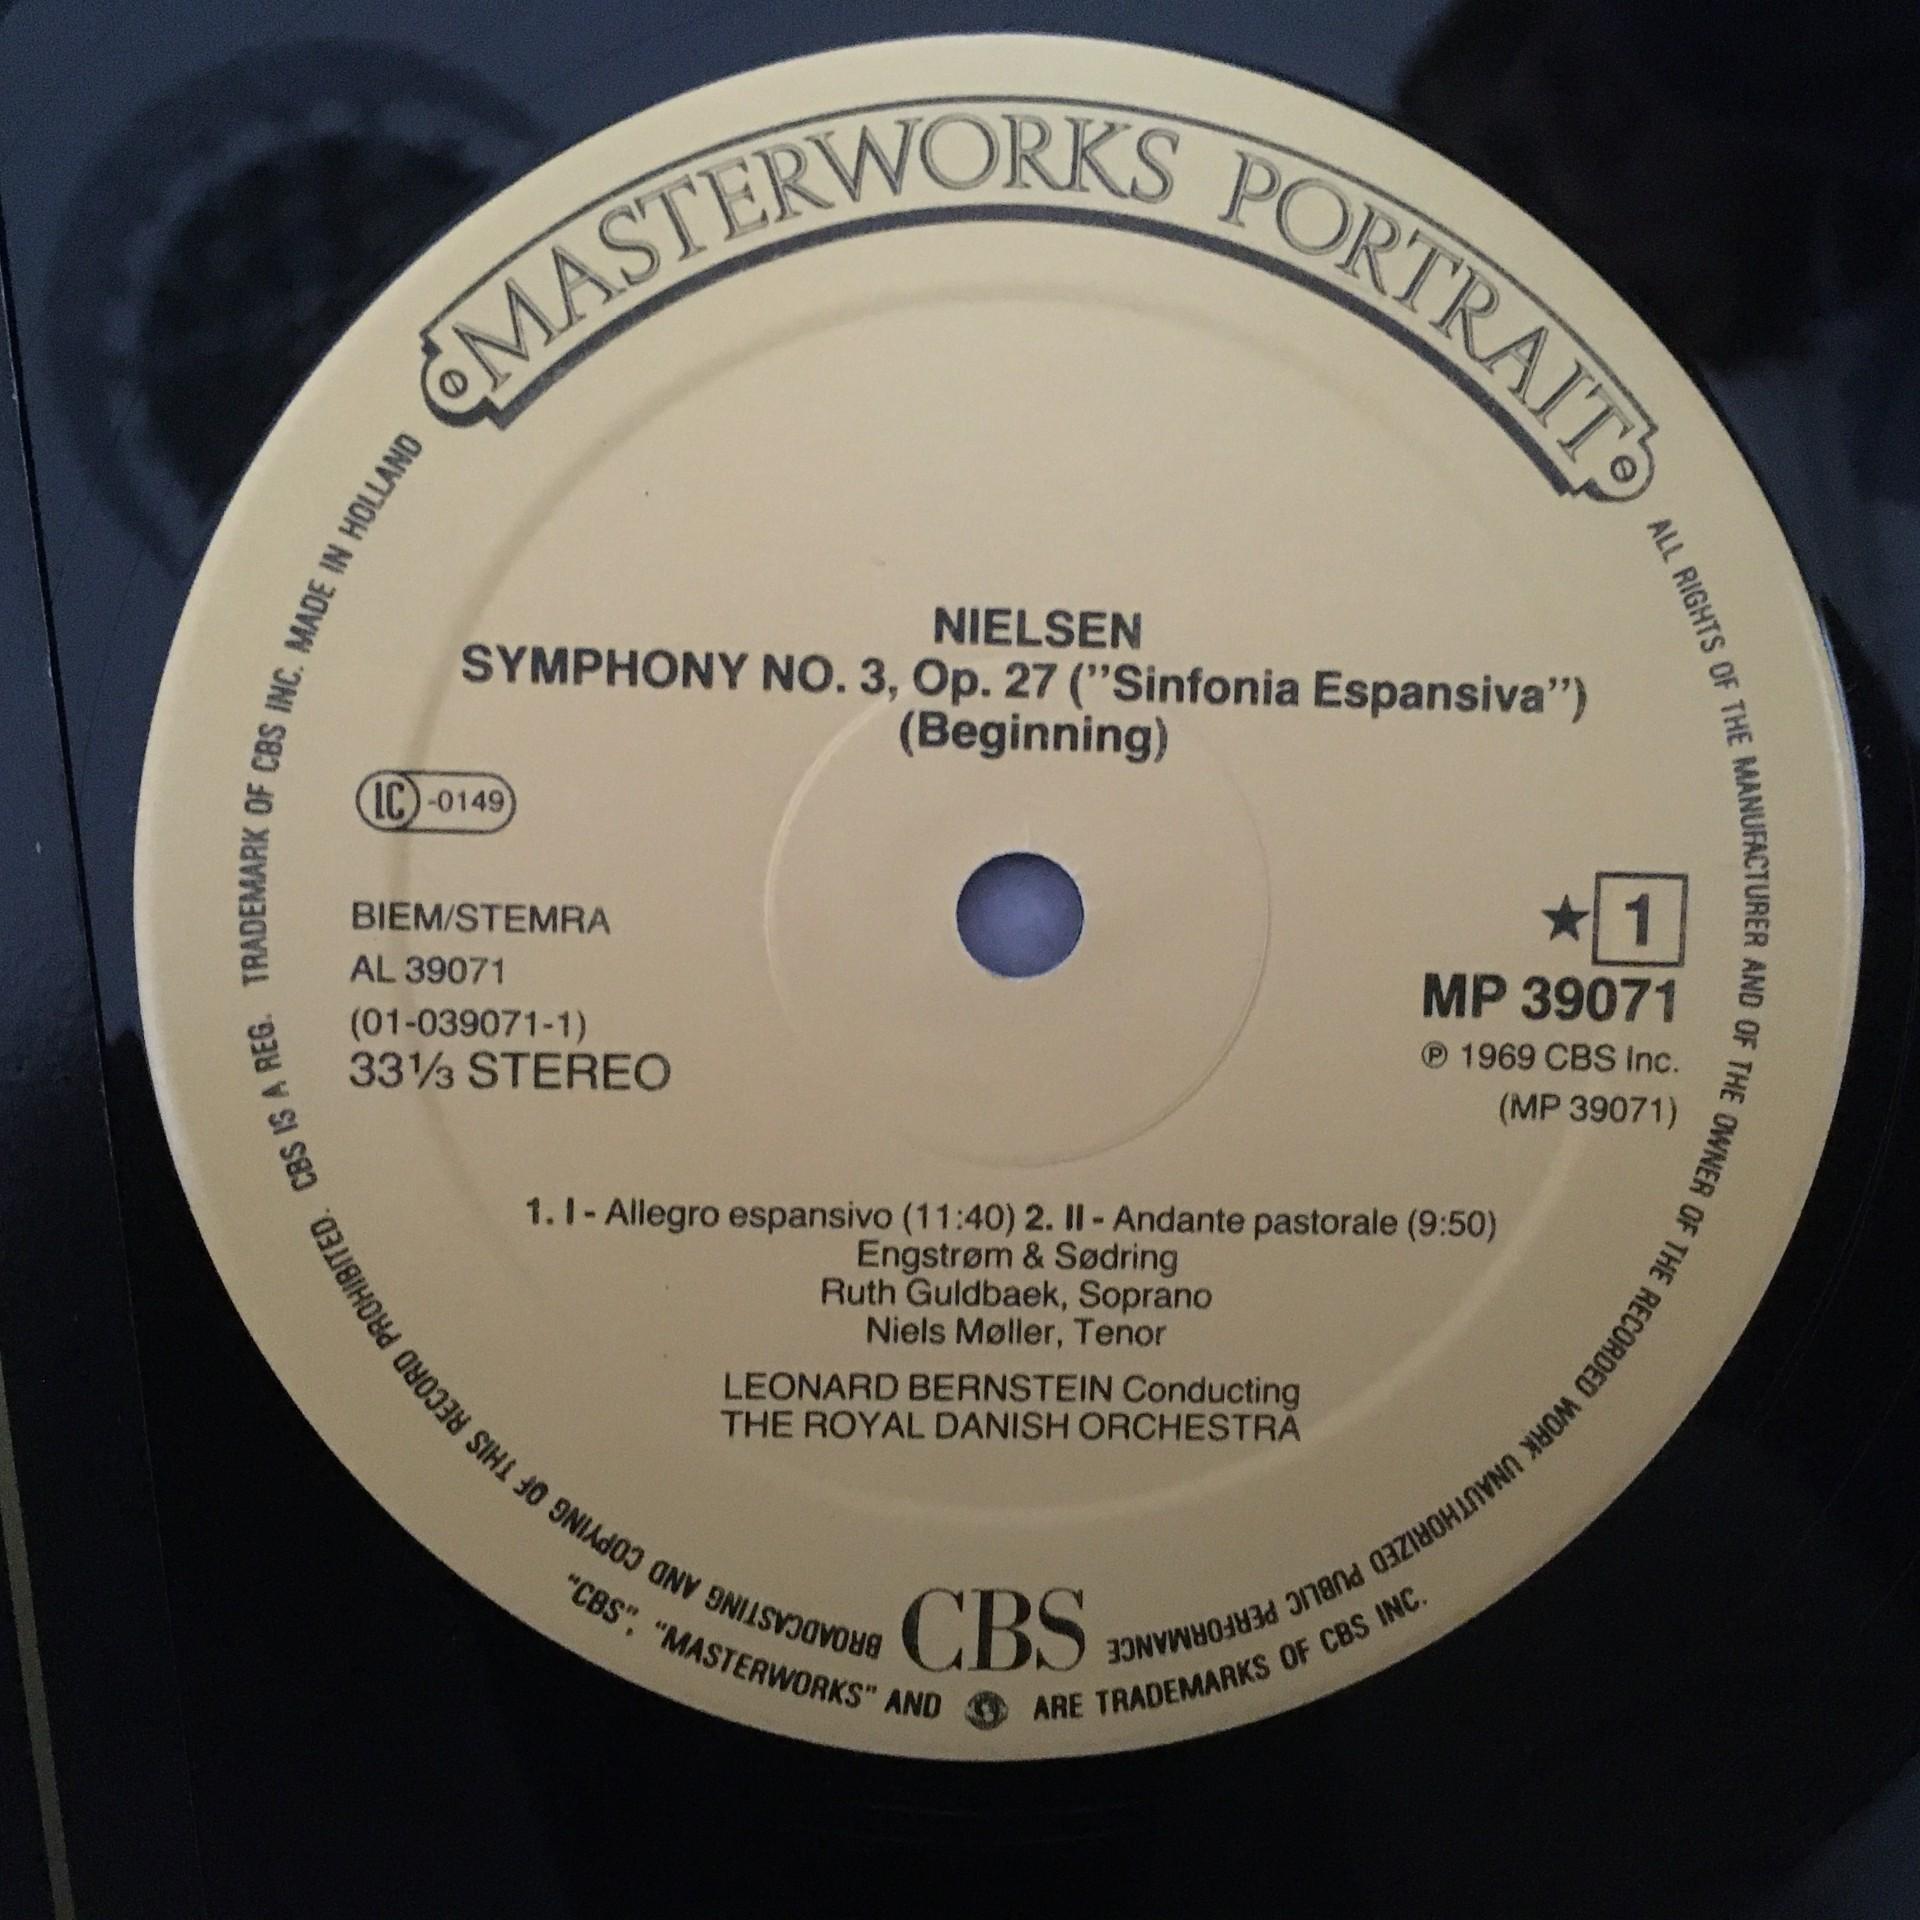 MASTERWORKS PORTRAIT
NIELSEN
SYMPHONY NO. 3, Op. 27 (''Sinfonia Espansiva'')
(Beginning)
LC -0149
BIEM/STEMRA
AL 39071
(01-039071-1)
33⅓ STEREO
★ 1
MP 39071
℗ 1969 CBS Inc.
(MP 39071)
1. I - Allegro espansivo (11:40) 2. II - Andante pastorale (9:50)
Engstrøm & Sødring
Ruth Guldbaek, Soprano
Niels Møller, Tenor
LEONARD BERNSTEIN Conducting
THE ROYAL DANISH ORCHESTRA
CBS
ALL RIGHTS OF THE MANUFACTURER AND OF THE OWNER OF THE RECORDED WORK UNAUTHORIZED PUBLIC PERFORMANCE
BROADCASTING AND COPYING OF THIS RECORD PROHIBITED. CBS IS A REG. TRADEMARK OF CBS INC. MADE IN HOLLAND
"CBS", "MASTERWORKS" AND ARE TRADEMARKS OF CBS INC.